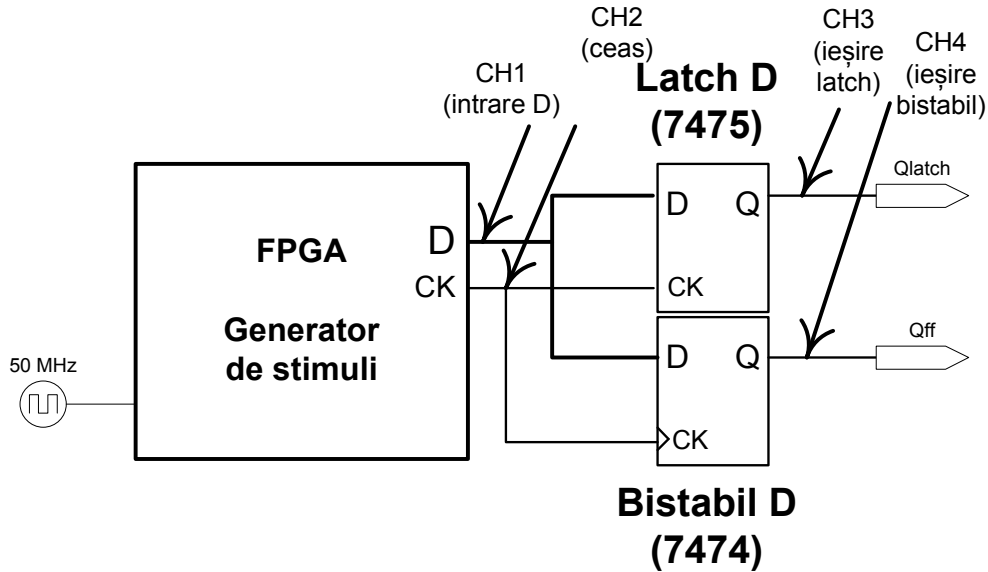 CH1
(intrare D)
CH2
(ceas)
CH3
(ieșire
latch)
CH4
(ieșire
bistabil)
Latch D
(7475)
FPGA
Generator
de stimuli
D
CK
50 MHz
D
Q
CK
Qlatch
D
Q
CK
Qff
Bistabil D
(7474)